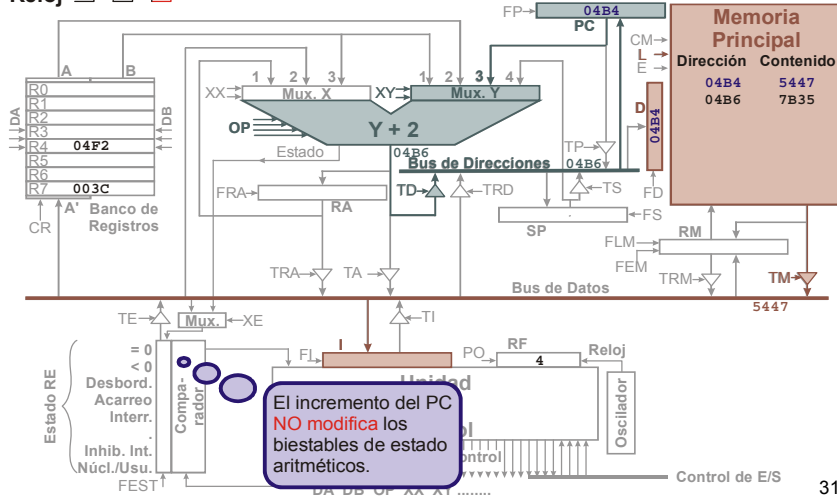 Reloj
FP
04B4
PC
Memoria
Principal
Dirección Contenido
04B4 5447
04B6 7B35
CM
L
E
A B
R0
R1
R2
R3
R4 04F2
R5
R6
R7 003C
DA
DB
A'
CR
Banco de
Registros
1 2 3
XX
Mux. X
1 2 3 4
XY
Mux. Y
OP
Y + 2
Estado
04B6
Bus de Direcciones
04B6
TP
D
04B4
FD
FRA
RA
TD
TRD
TS
SP
FS
FLM
FEM
RM
TRM
TM
TRA
TA
Bus de Datos
5447
TE
Mux.
XE
TI
Estado RE
= 0
< 0
Desbord.
Acarreo
Interr.
.
Inhib. Int.
Núcl./Usu.
FEST
Compa-
rador
FI
I
PO
RF
4
Reloj
Oscilador
El incremento del PC
NO modifica los
biestables de estado
aritméticos.
Control de E/S
DA DB OP XX XY ........
31